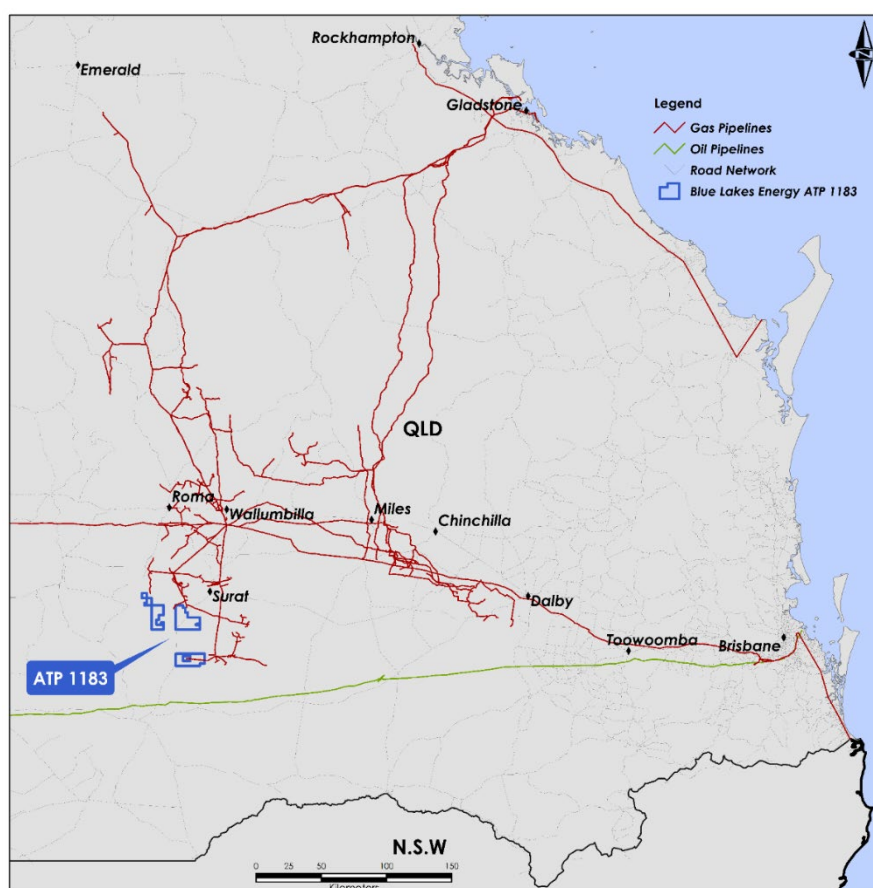 Rockhampton
Emerald
N
Gladstone
Legend
Gas Pipelines
Oil Pipelines
Road Network
Blue Lakes Energy ATP 1183
QLD
Roma
Wallumbilla
Miles
Chinchilla
Surat
Dalby
Toowoomba
Brisbane
ATP 1183
N.S.W
0 25 50 100 150
Kilometers